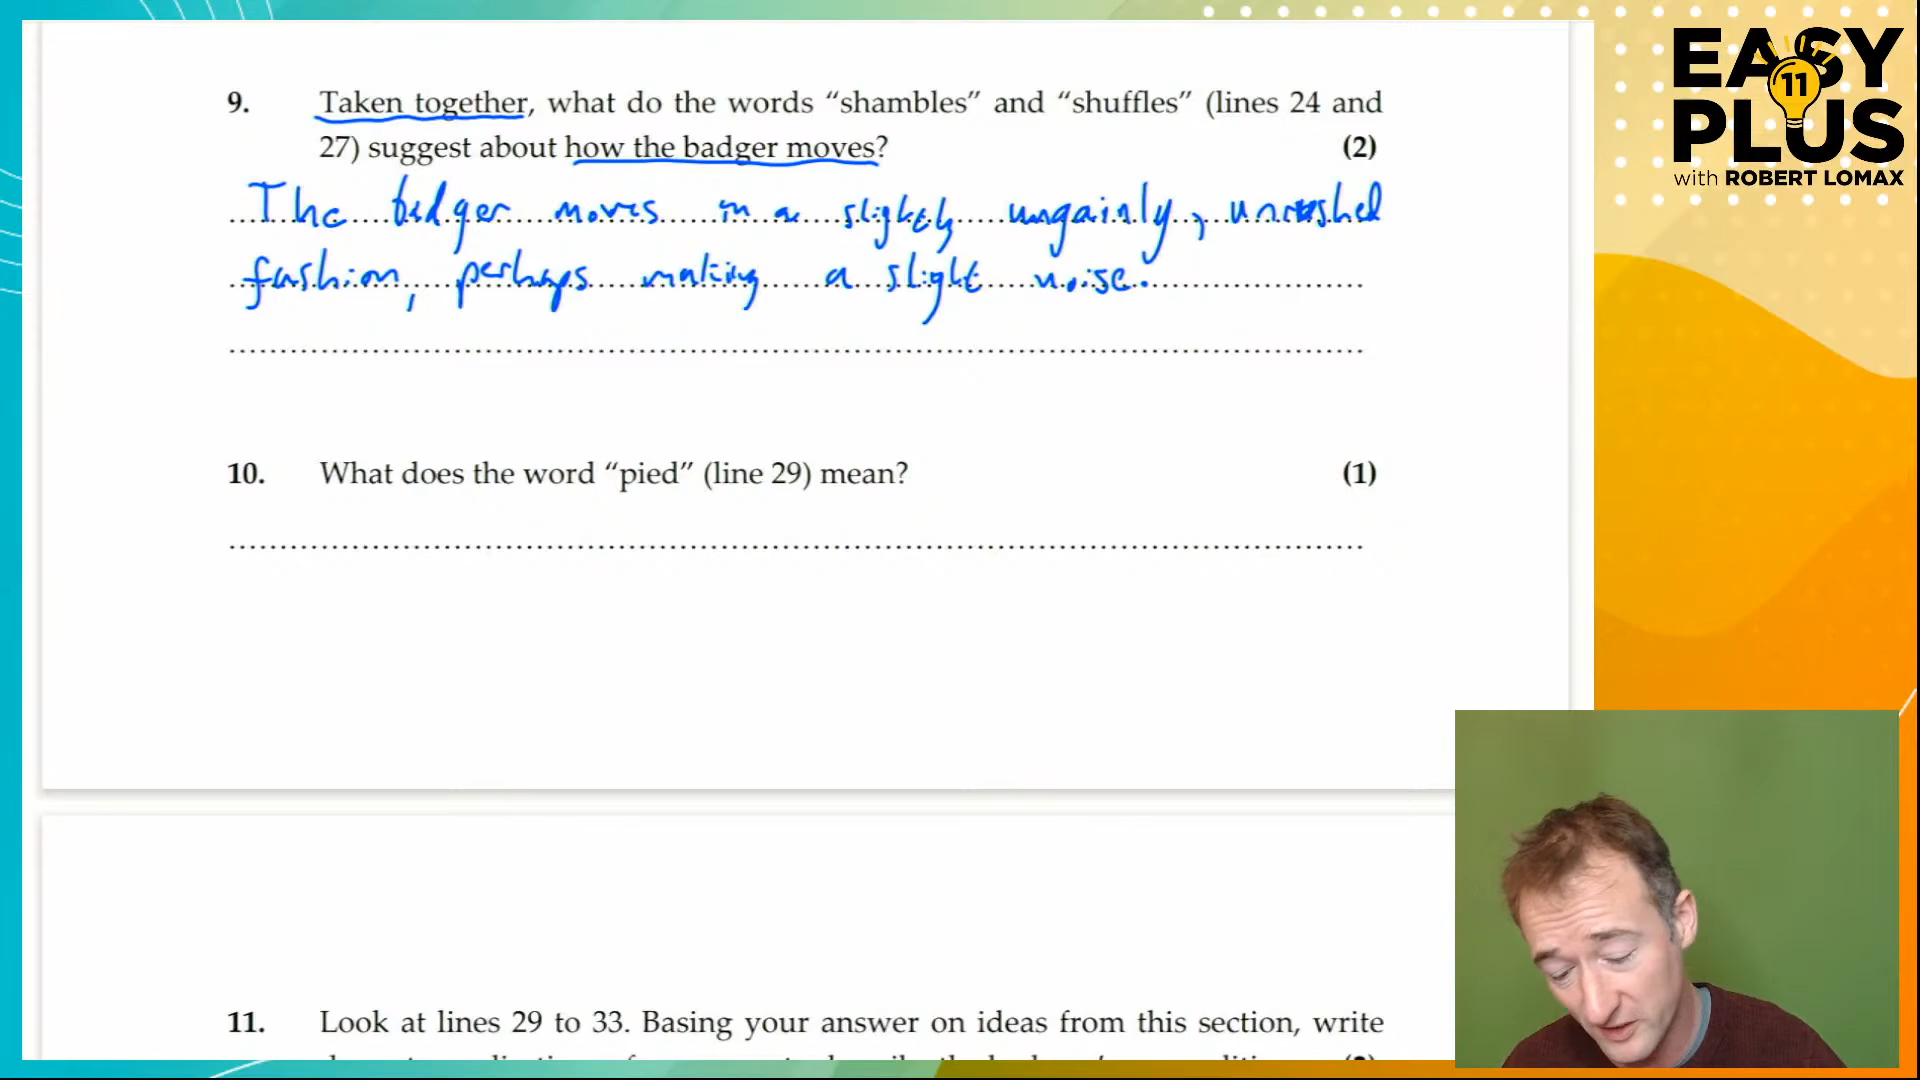 EASY
11
PLUS
with ROBERT LOMAX
9. Taken together, what do the words “shambles” and “shuffles” (lines 24 and
27) suggest about how the badger moves? (2)
The badger moves in a slightly ungainly, unrushed
fashion, perhaps making a slight noise.
10. What does the word “pied” (line 29) mean? (1)
11. Look at lines 29 to 33. Basing your answer on ideas from this section, write